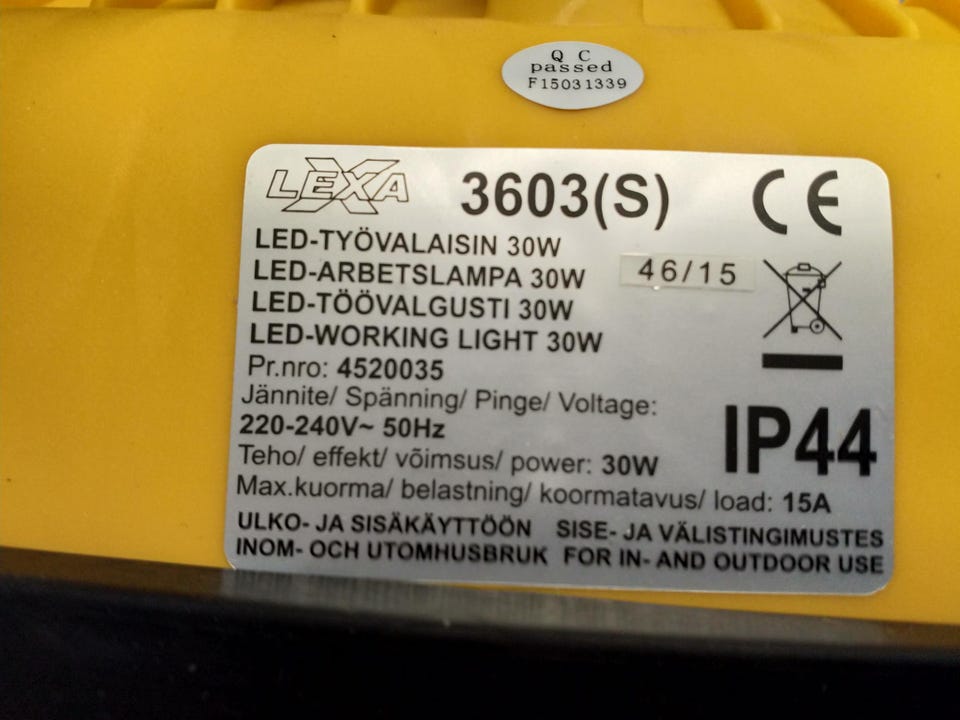 Q C
passed
F15031339
LEXA 3603(S) CE
LED-TYÖVALAISIN 30W
LED-ARBETSLAMPA 30W 46/15
LED-TÖÖVALGUSTI 30W
LED-WORKING LIGHT 30W
Pr.nro: 4520035
Jännite/ Spänning/ Pinge/ Voltage:
220-240V~ 50Hz
IP44
Teho/ effekt/ võimsus/ power: 30W
Max.kuorma/ belastning/ koormatavus/ load: 15A
ULKO- JA SISÄKÄYTTÖÖN SISE- JA VÄLISTINGIMUSTES
INOM- OCH UTOMHUSBRUK FOR IN- AND OUTDOOR USE